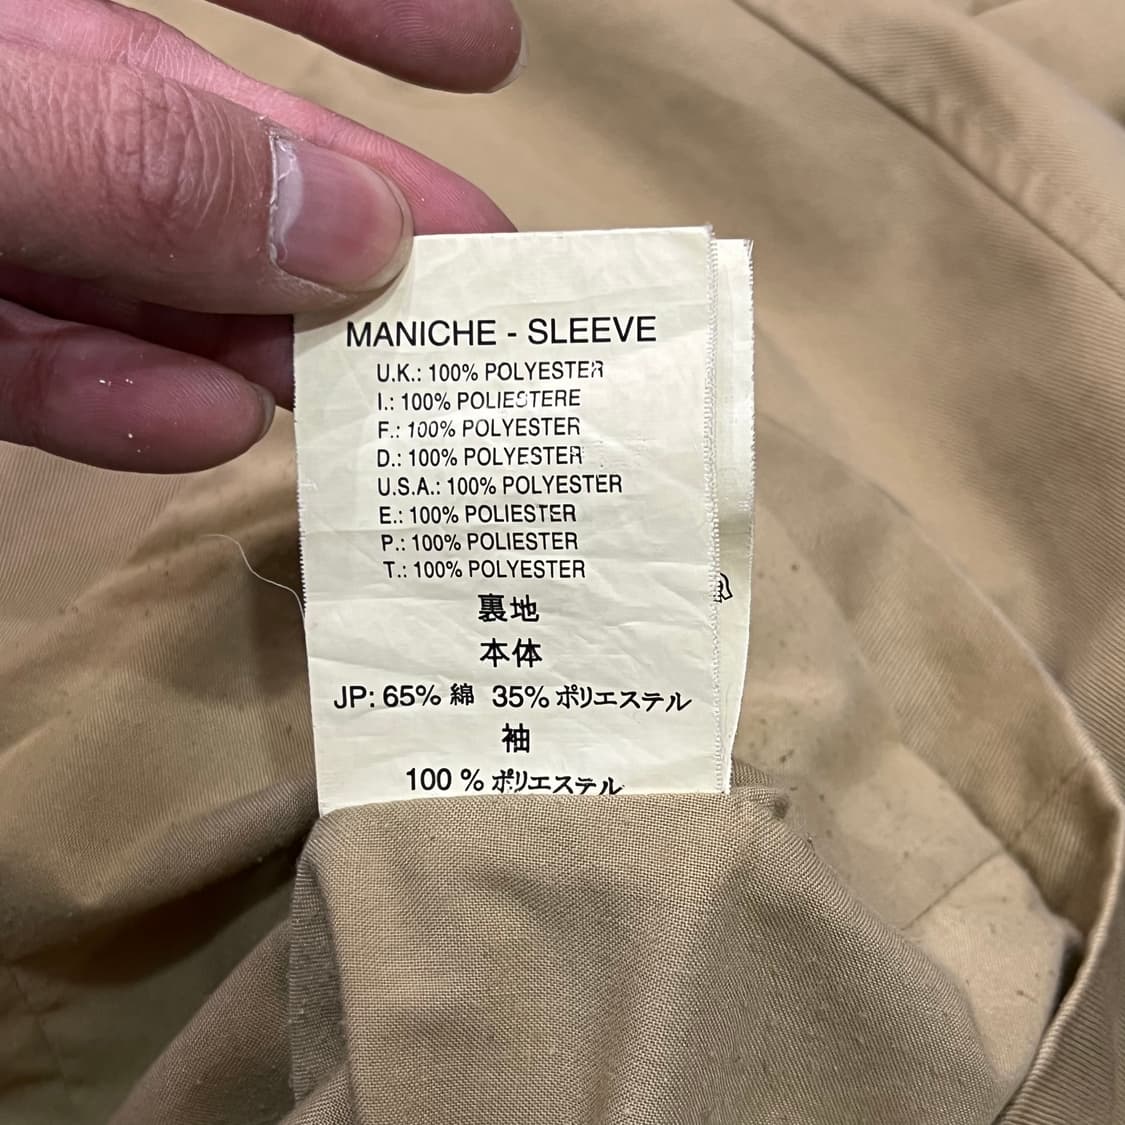 MANICHE - SLEEVE
U.K.: 100% POLYESTER
I.: 100% POLIESTERE
F.: 100% POLYESTER
D.: 100% POLYESTER
U.S.A.: 100% POLYESTER
E.: 100% POLIESTER
P.: 100% POLIESTER
T.: 100% POLYESTER
裏地
本体
JP: 65% 綿 35% ポリエステル
袖
100 % ポリエステル